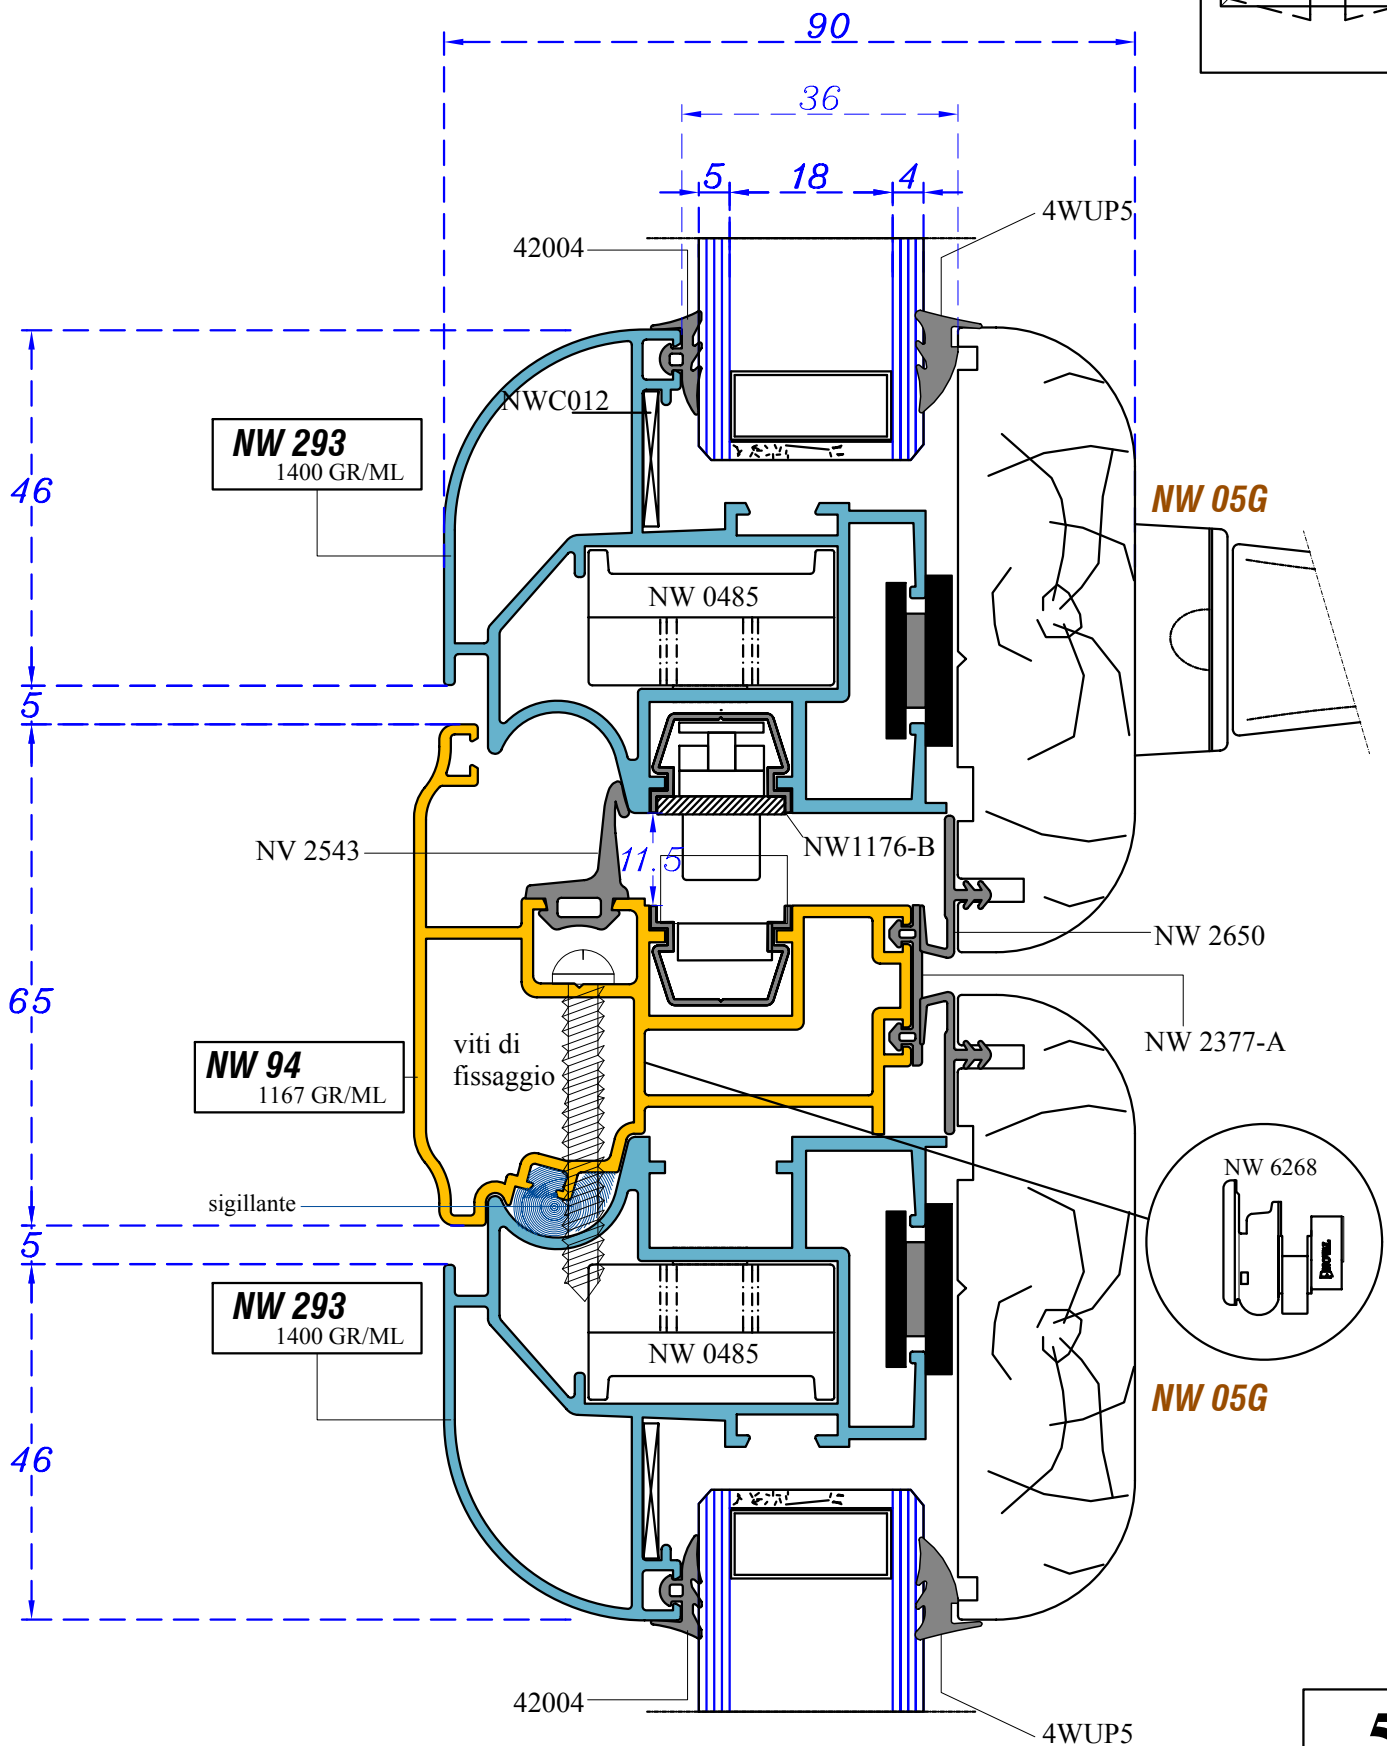 90
36
5
18
4
4WUP5
42004
NWC012
NW 293
1400 GR/ML
46
NW 05G
NW 0485
5
NV 2543
11.5
NW1176-B
NW 2650
65
NW 2377-A
NW 94
1167 GR/ML
viti di
fissaggio
NW 6268
sigillante
5
NW 293
1400 GR/ML
NW 0485
NW 05G
46
42004
4WUP5